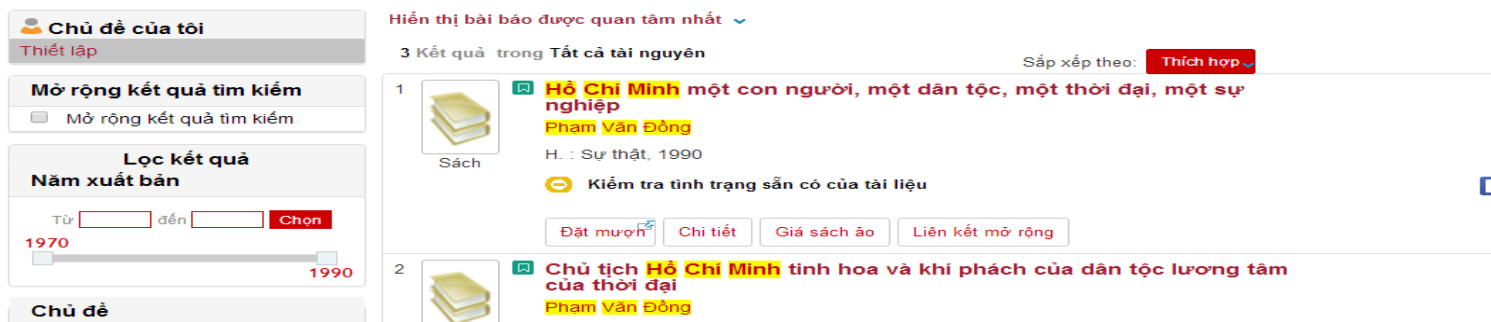 Chủ đề của tôi
Thiết lập
Mở rộng kết quả tìm kiếm
Mở rộng kết quả tìm kiếm
Lọc kết quả
Năm xuất bản
Từ đến Chọn
1970
1990
Chủ đề
Hiển thị bài báo được quan tâm nhất
3 Kết quả trong Tất cả tài nguyên
Sắp xếp theo: Thích hợp
1
Sách
Hồ Chí Minh một con người, một dân tộc, một thời đại, một sự
nghiệp
Phạm Văn Đồng
H. : Sự thật, 1990
Kiểm tra tình trạng sẵn có của tài liệu
Đặt mượn Chi tiết Giá sách ảo Liên kết mở rộng
2
Chủ tịch Hồ Chí Minh tinh hoa và khí phách của dân tộc lương tâm
của thời đại
Phạm Văn Đồng